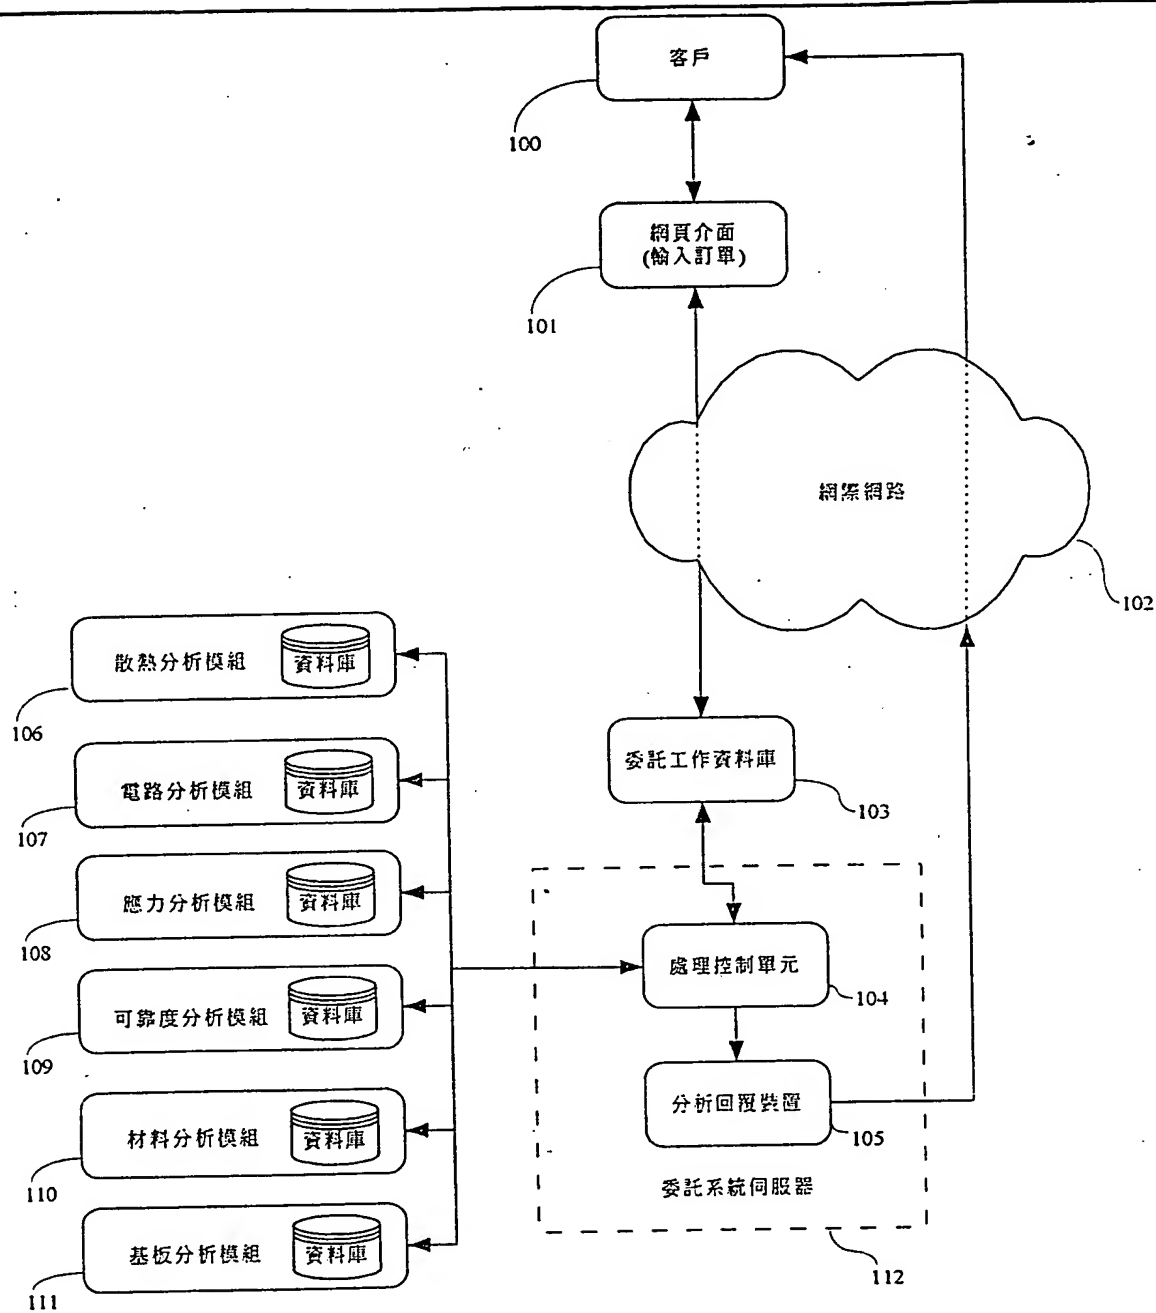 客戶
100
網頁介面
(輸入訂單)
101
網際網路
102
散熱分析模組
資料庫
106
電路分析模組
資料庫
107
應力分析模組
資料庫
108
可靠度分析模組
資料庫
109
材料分析模組
資料庫
110
基板分析模組
資料庫
111
委託工作資料庫
103
處理控制單元
104
分析回覆裝置
105
委託系統伺服器
112